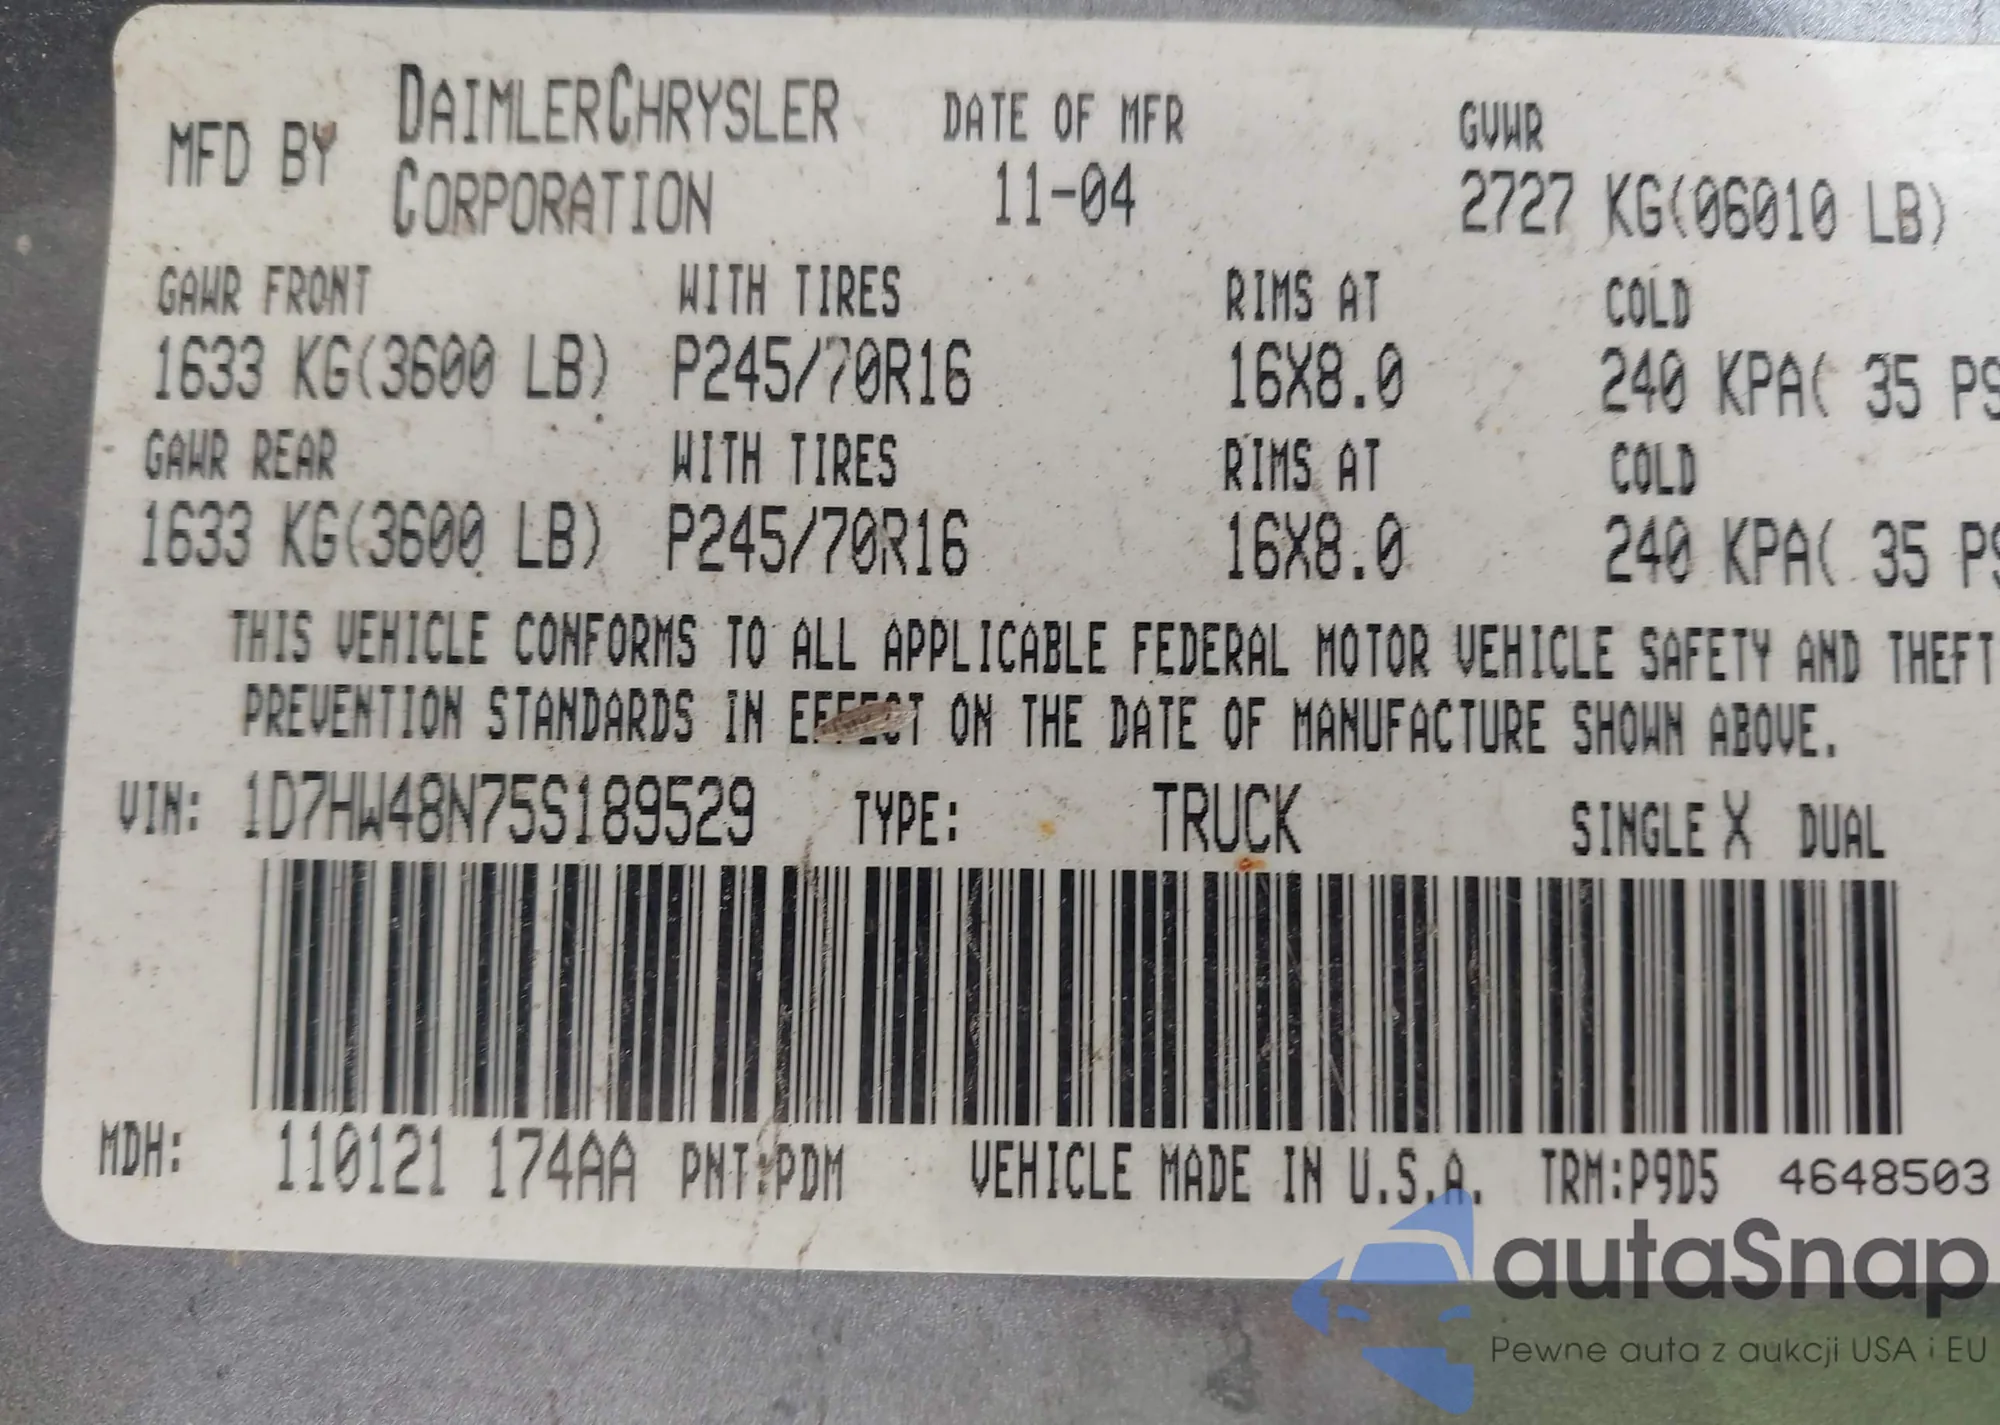 MFD BY DAIMLERCHRYSLER CORPORATION DATE OF MFR GVWR
11-04 2727 KG(06010 LB)
GAWR FRONT WITH TIRES RIMS AT COLD
1633 KG(3600 LB) P245/70R16 16X8.0 240 KPA( 35 PS
GAWR REAR WITH TIRES RIMS AT COLD
1633 KG(3600 LB) P245/70R16 16X8.0 240 KPA( 35 PS
THIS VEHICLE CONFORMS TO ALL APPLICABLE FEDERAL MOTOR VEHICLE SAFETY AND THEFT
PREVENTION STANDARDS IN EFFECT ON THE DATE OF MANUFACTURE SHOWN ABOVE.
VIN: 1D7HW48N75S189529 TYPE: TRUCK SINGLE X DUAL
MDH: 110121 174AA PNT:PDM VEHICLE MADE IN U.S.A. TRM:P9D5 4648503
autaSnap
Pewne auta z aukcji USA i EU